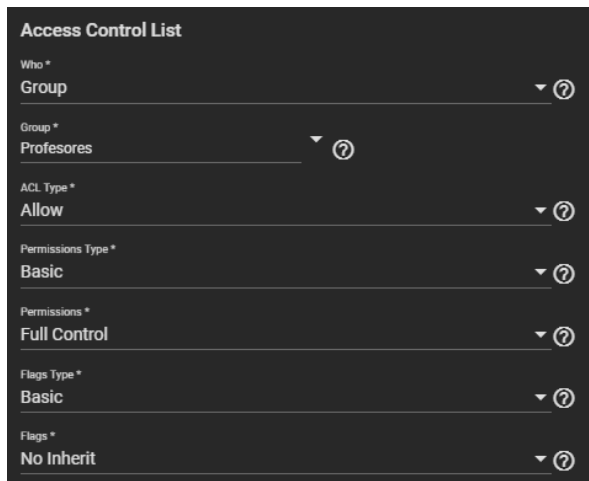 Access Control List
Who *
Group
Group *
Profesores
ACL Type *
Allow
Permissions Type *
Basic
Permissions *
Full Control
Flags Type *
Basic
Flags *
No Inherit